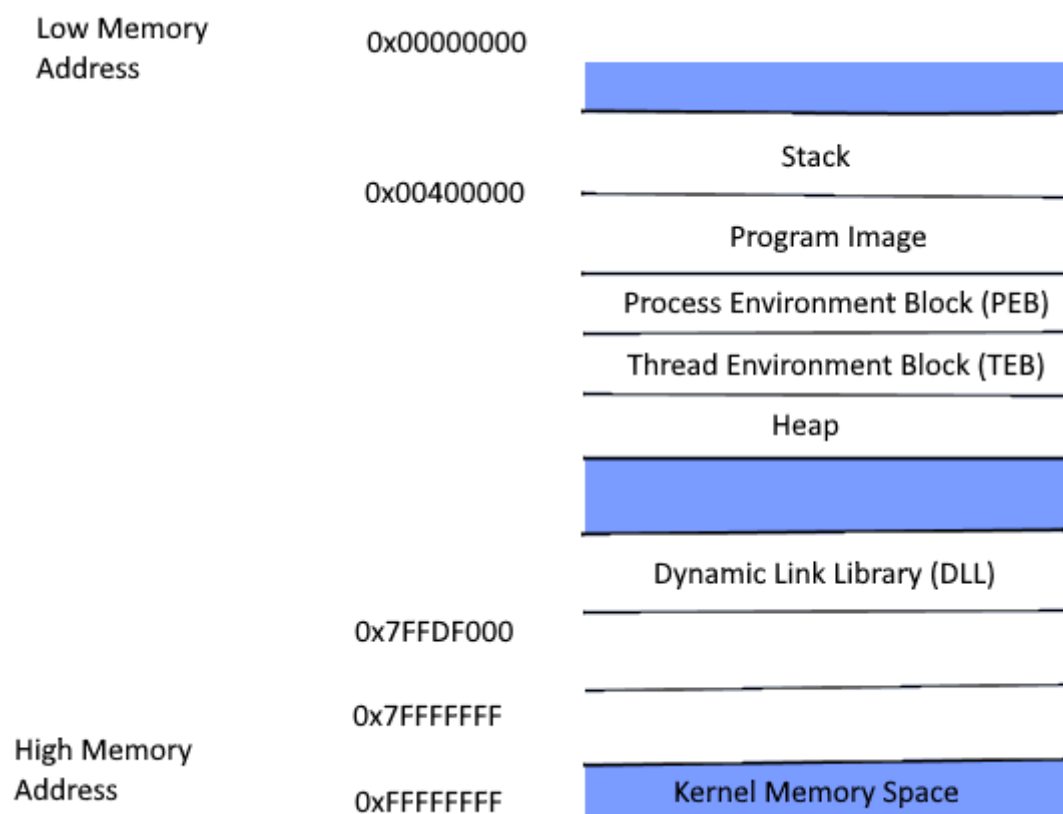 Low Memory
Address
0x00000000
Stack
0x00400000
Program Image
Process Environment Block (PEB)
Thread Environment Block (TEB)
Heap
Dynamic Link Library (DLL)
0x7FFDF000
0x7FFFFFFF
High Memory
Address
0xFFFFFFFF
Kernel Memory Space